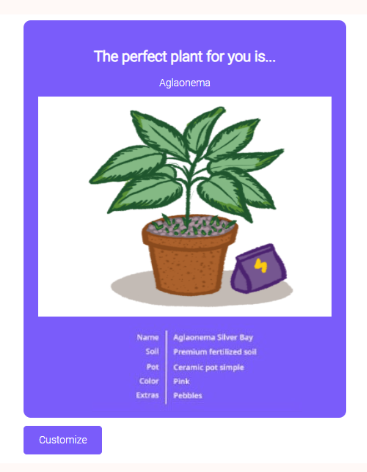 The perfect plant for you is...
Aglaonema
Name Aglaonema Silver Bay
Soil Premium fertilized soil
Pot Ceramic pot simple
Color Pink
Extras Pebbles
Customize